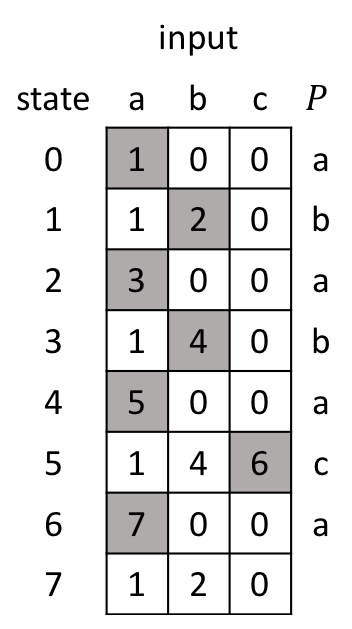 input
state a b c P
0 1 0 0 a
1 1 2 0 b
2 3 0 0 a
3 1 4 0 b
4 5 0 0 a
5 1 4 6 c
6 7 0 0 a
7 1 2 0